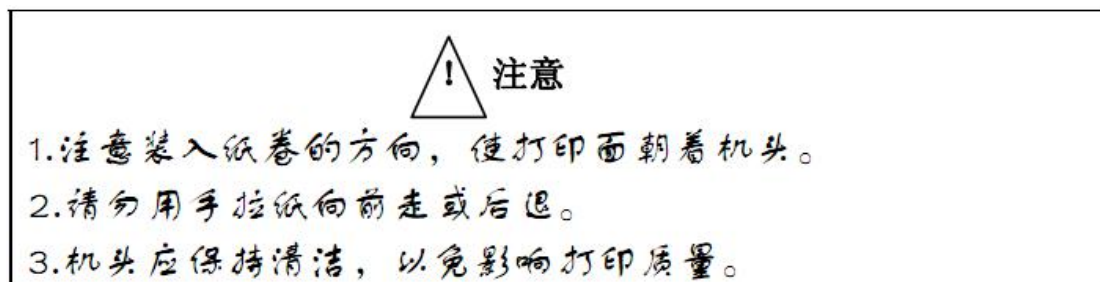 ! 注意
1.注意装入纸卷的方向，使打印面朝着机头。
2.请勿用手拉纸向前走或后退。
3.机头应保持清洁，以免影响打印质量。